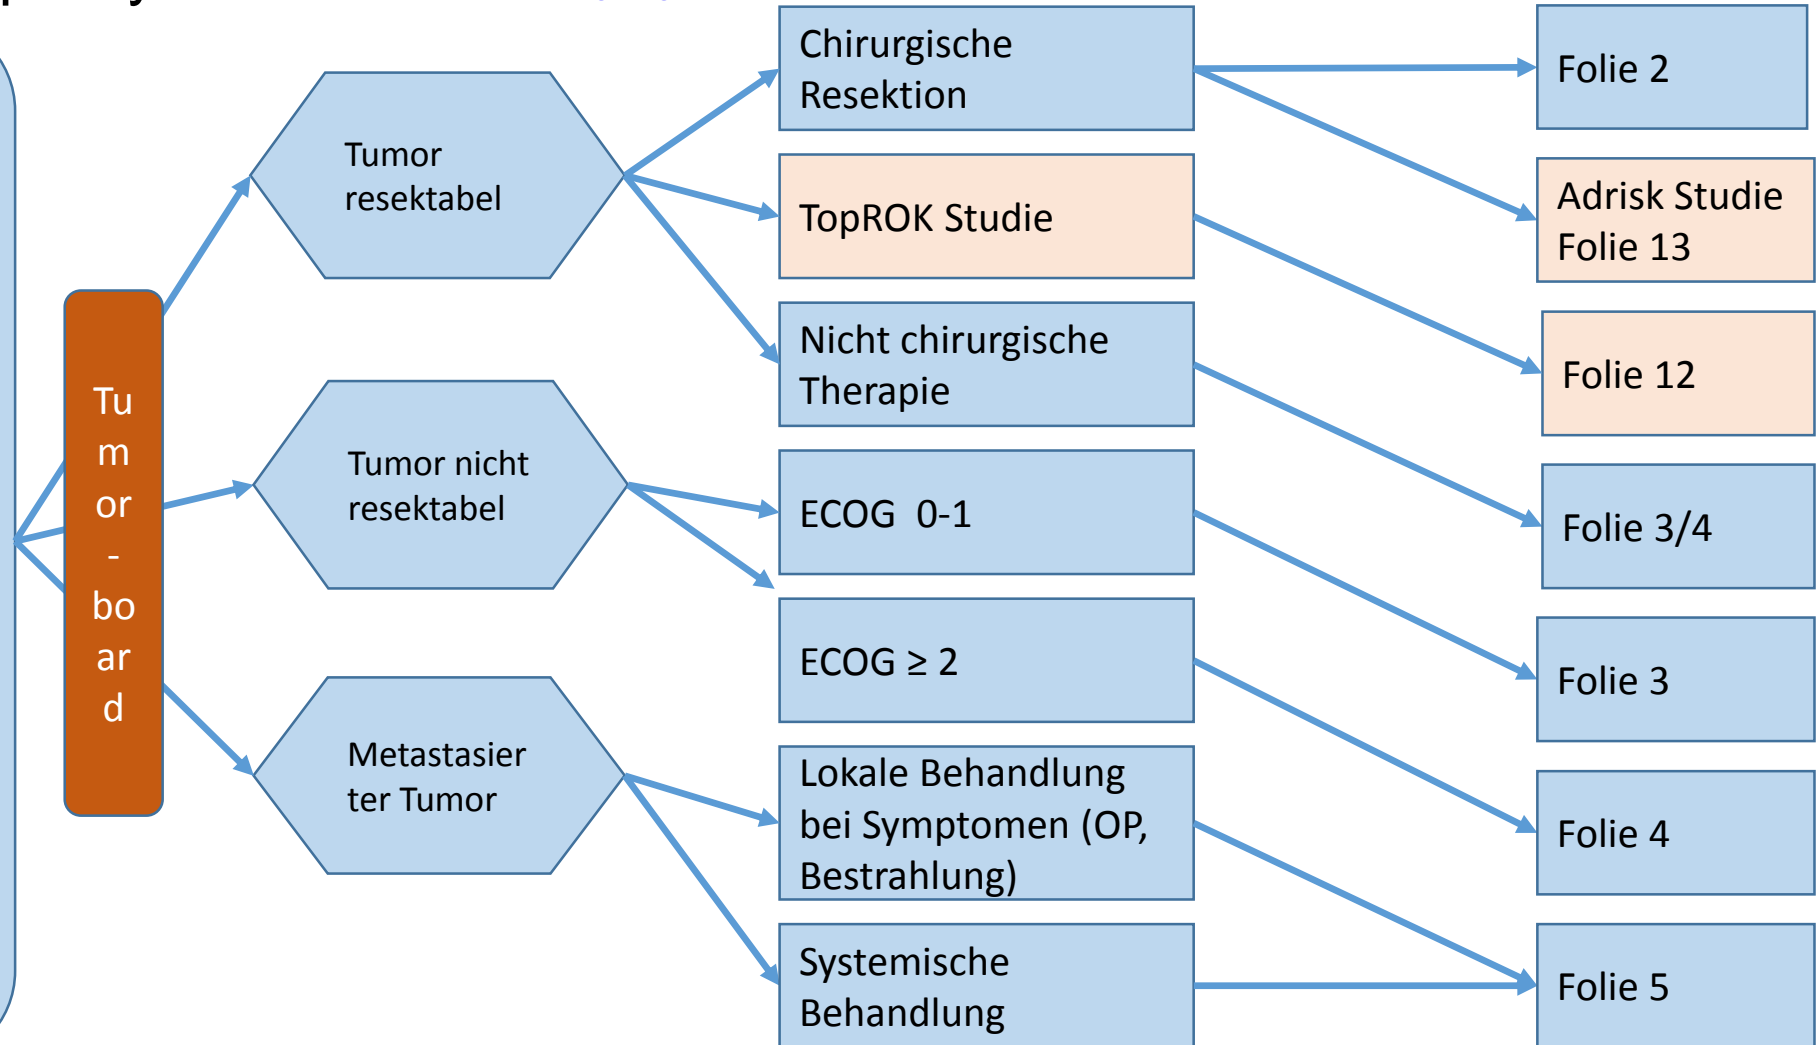 Chirurgische
Resektion
Folie 2
Tumor
resektabel
TopROK Studie
Adrisk Studie
Folie 13
Nicht chirurgische
Therapie
Folie 12
Tu
m
or
-
bo
ar
d
Tumor nicht
resektabel
ECOG  0-1
Folie 3/4
ECOG ≥ 2
Folie 3
Metastasier
ter Tumor
Lokale Behandlung
bei Symptomen (OP,
Bestrahlung)
Folie 4
Systemische
Behandlung
Folie 5